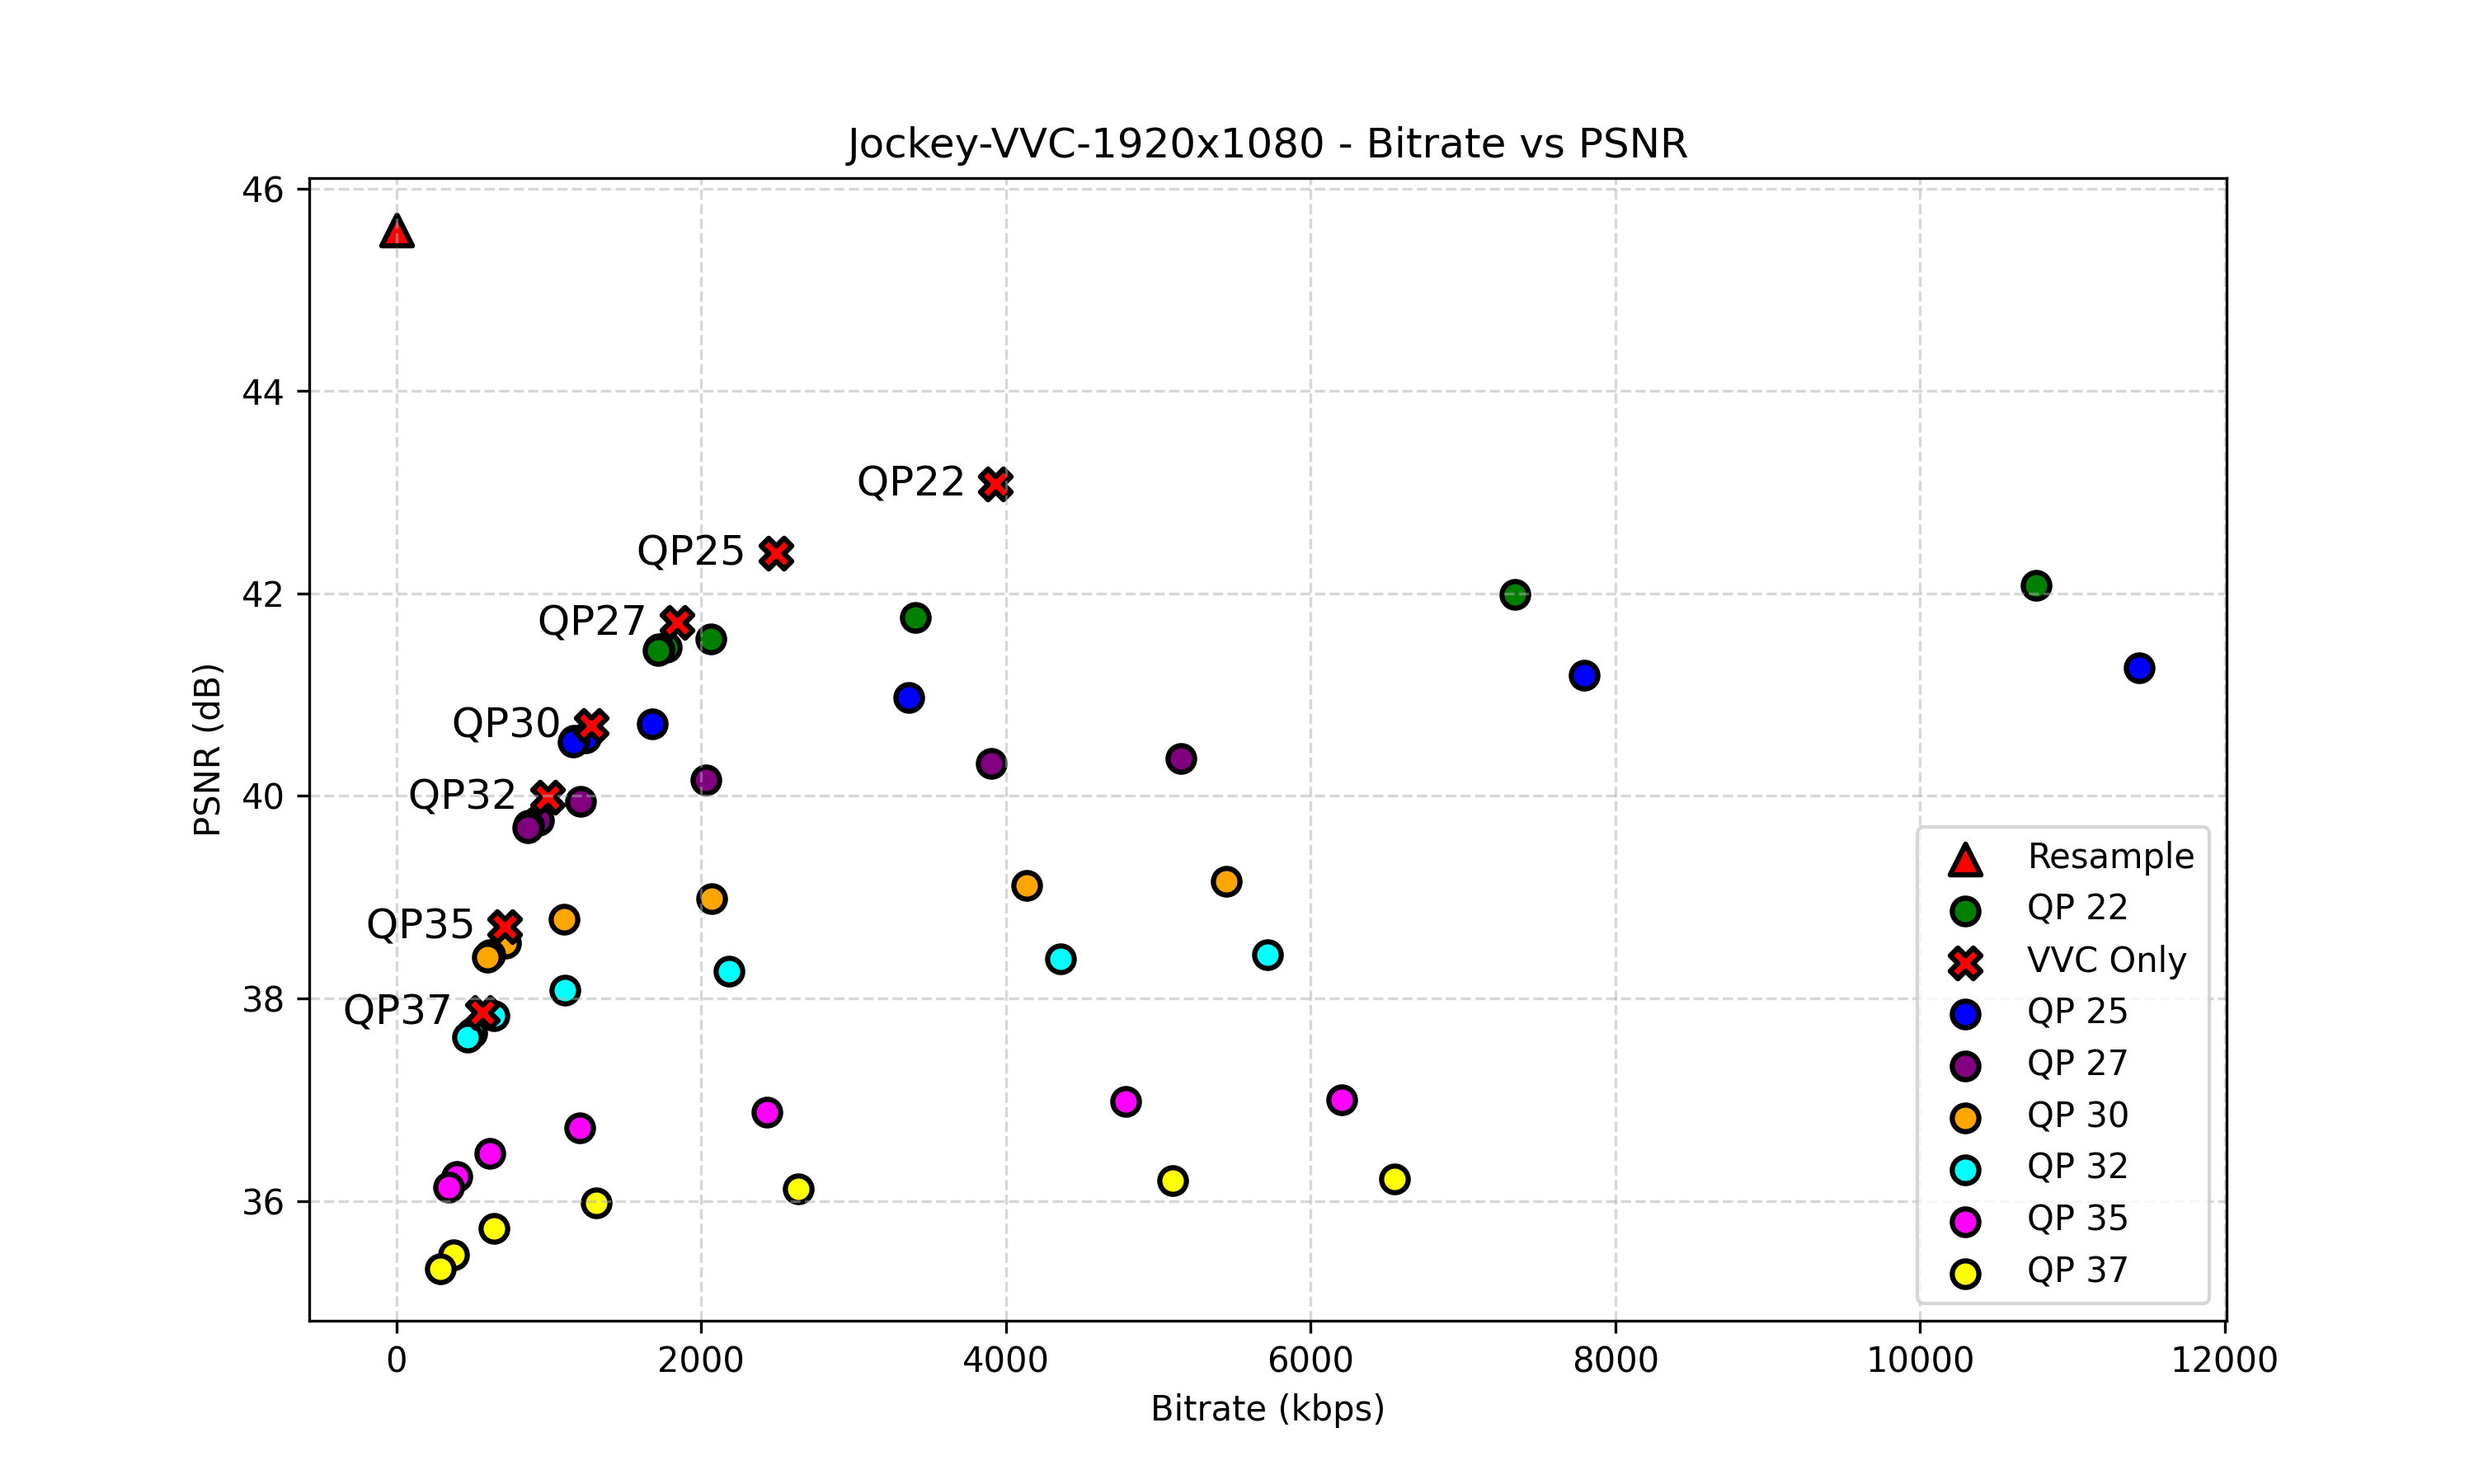 Jockey-VVC-1920x1080 - Bitrate vs PSNR
PSNR (dB)
46
44
42
40
38
36
QP22
QP25
QP27
QP30
QP32
QP35
QP37
Resample
QP 22
VVC Only
QP 25
QP 27
QP 30
QP 32
QP 35
QP 37
0 2000 4000 6000 8000 10000 12000
Bitrate (kbps)